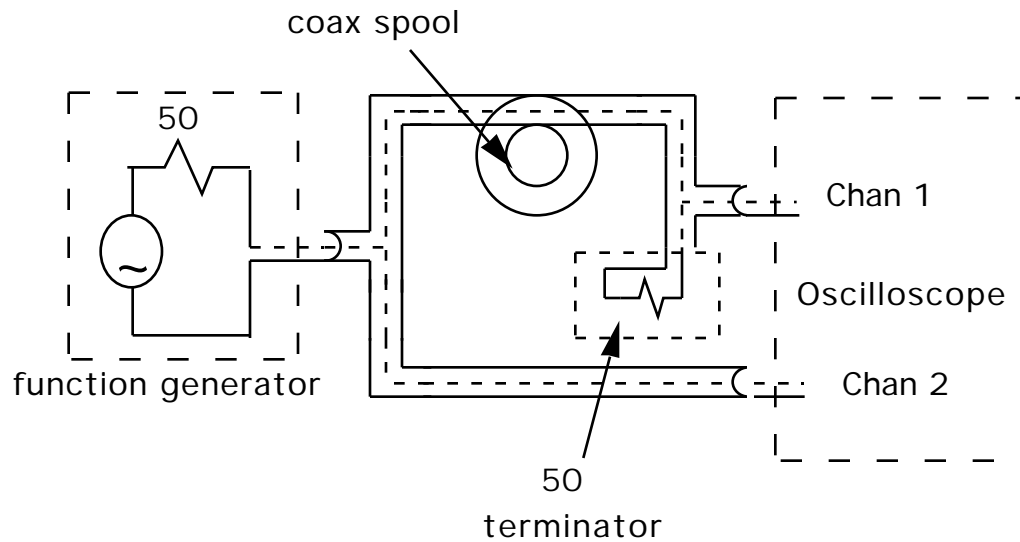 coax spool
50
Chan 1
Oscilloscope
function generator
Chan 2
50
terminator